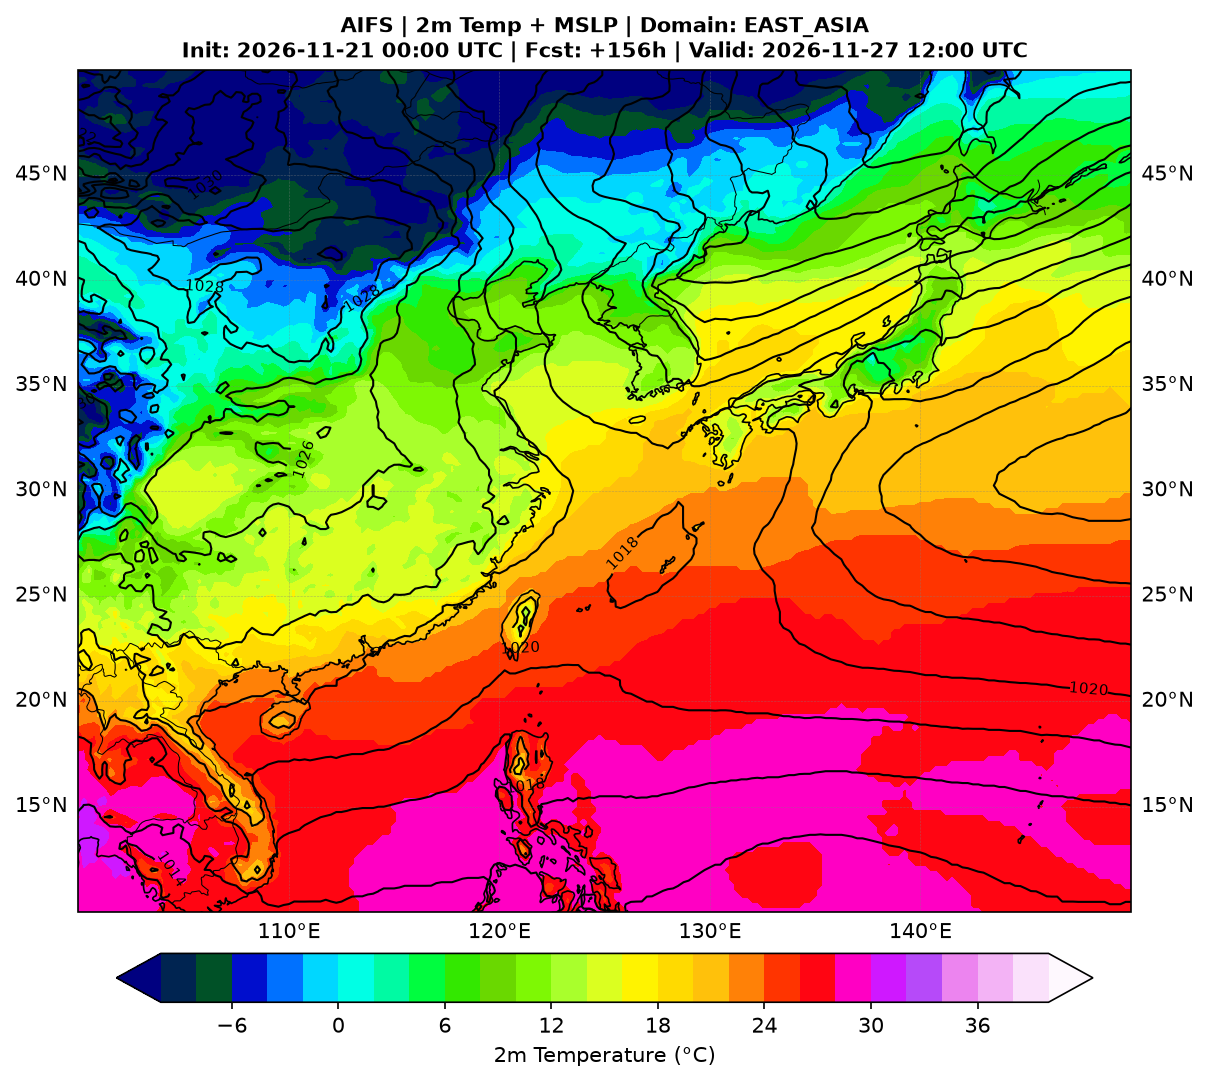 AIFS | 2m Temp + MSLP | Domain: EAST_ASIA
Init: 2026-11-21 00:00 UTC | Fcst: +156h | Valid: 2026-11-27 12:00 UTC
45°N 45°N
40°N 40°N
35°N 35°N
30°N 30°N
25°N 25°N
20°N 20°N
15°N 15°N
1028
1028
1026
1018
1020
1020
1018
1014
110°E 120°E 130°E 140°E
−6 0 6 12 18 24 30 36
2m Temperature (°C)